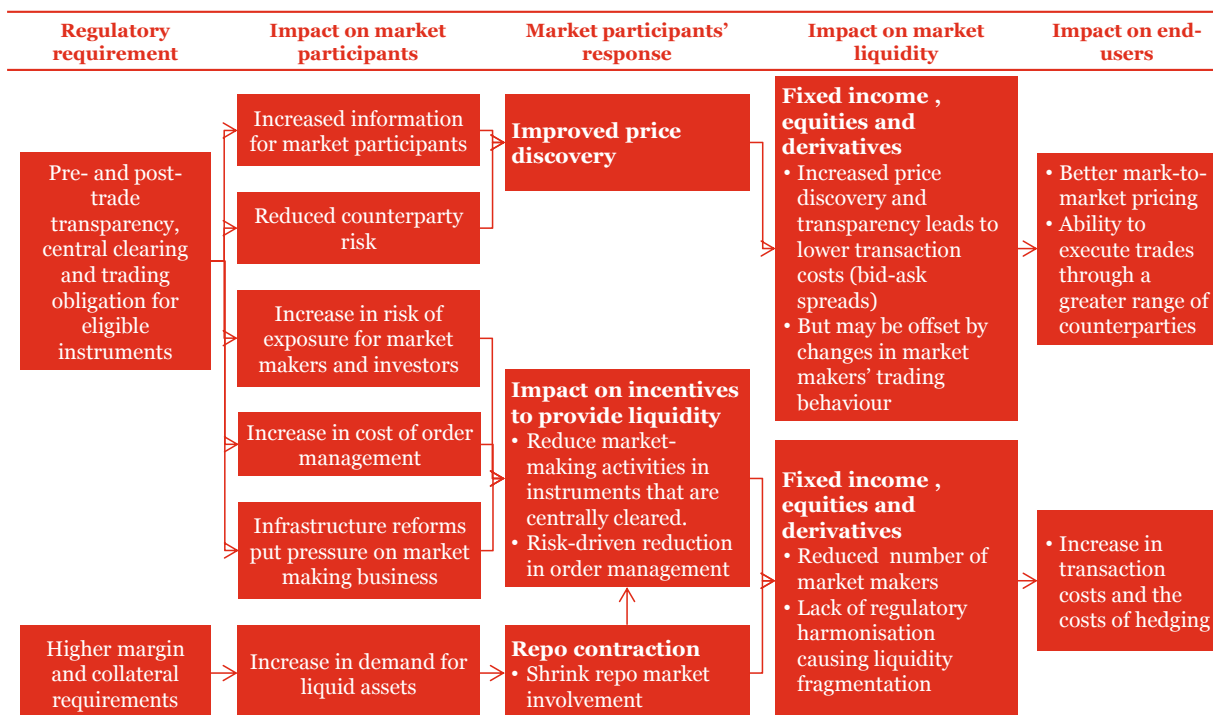 Regulatory
requirement
Impact on market
participants
Market participants’
response
Impact on market
liquidity
Impact on end-
users
Pre- and post-
trade
transparency,
central clearing
and trading
obligation for
eligible
instruments
Higher margin
and collateral
requirements
Increased information
for market participants
Reduced counterparty
risk
Increase in risk of
exposure for market
makers and investors
Increase in cost of order
management
Infrastructure reforms
put pressure on market
making business
Increase in demand for
liquid assets
Improved price
discovery
Impact on incentives
to provide liquidity
• Reduce market-
making activities in
instruments that are
centrally cleared.
• Risk-driven reduction
in order management
Repo contraction
• Shrink repo market
involvement
Fixed income ,
equities and
derivatives
• Increased price
discovery and
transparency leads to
lower transaction
costs (bid-ask
spreads)
• But may be offset by
changes in market
makers’ trading
behaviour
Fixed income ,
equities and
derivatives
• Reduced number of
market makers
• Lack of regulatory
harmonisation
causing liquidity
fragmentation
• Better mark-to-
market pricing
• Ability to
execute trades
through a
greater range of
counterparties
• Increase in
transaction
costs and the
costs of hedging